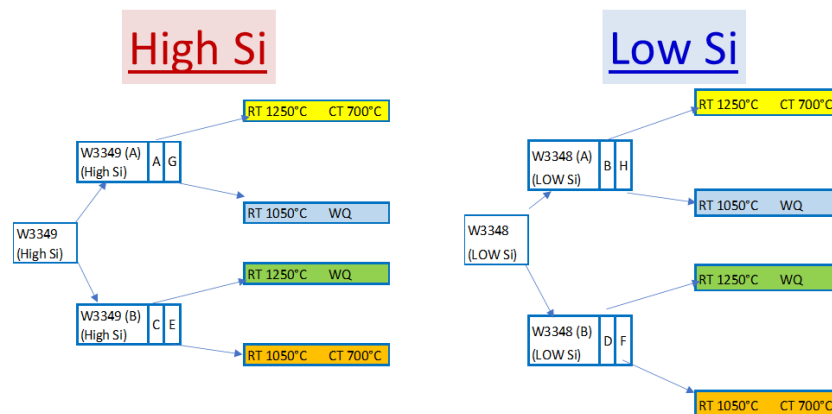 High Si
RT 1250°C CT 700°C
W3349 (A)
(High Si)
A G
RT 1050°C WQ
W3349
(High Si)
RT 1250°C WQ
W3349 (B)
(High Si)
C E
RT 1050°C CT 700°C
Low Si
RT 1250°C CT 700°C
W3348 (A)
(LOW Si)
B H
RT 1050°C WQ
W3348
(LOW Si)
RT 1250°C WQ
W3348 (B)
(LOW Si)
D F
RT 1050°C CT 700°C